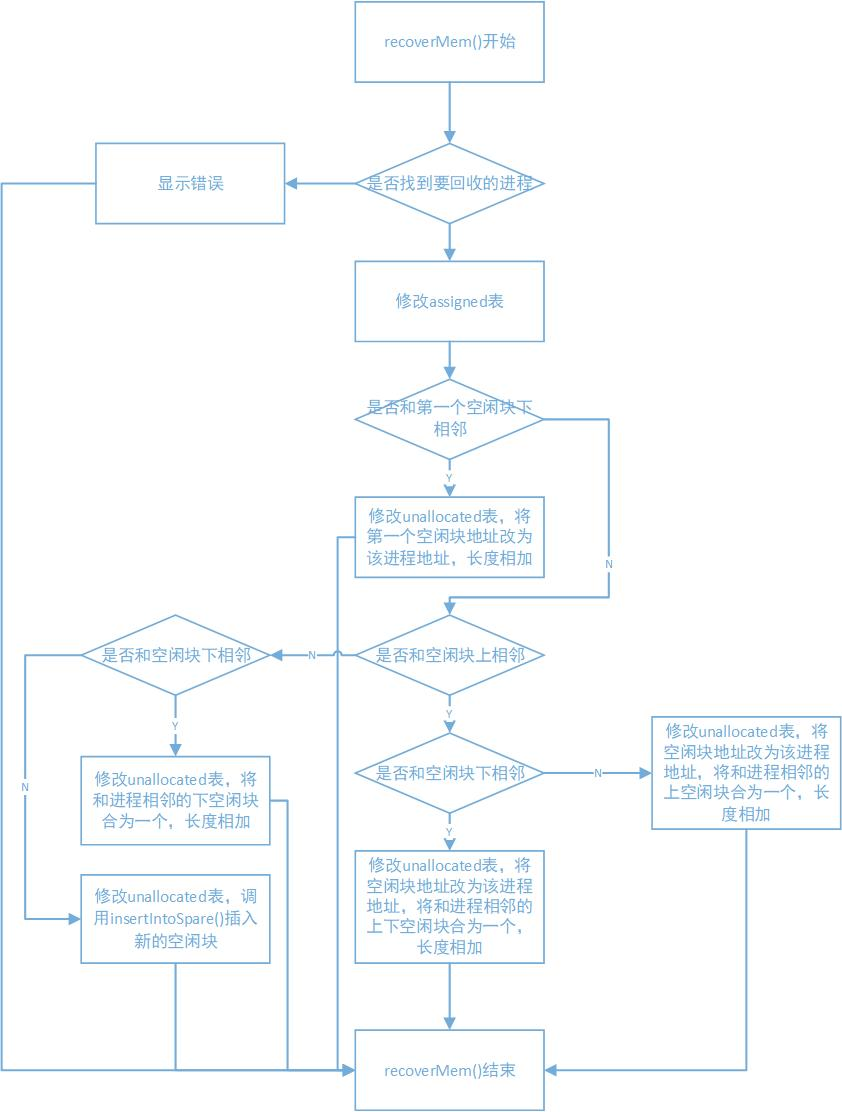 recoverMem()开始
是否找到要回收的进程
显示错误
修改assigned表
是否和第一个空闲块下
相邻
Y
修改unallocated表，将
第一个空闲块地址改为
该进程地址，长度相加
N
是否和空闲块下相邻
N
是否和空闲块上相邻
Y
Y
是否和空闲块下相邻
N
修改unallocated表，将
空闲块地址改为该进程
地址，将和进程相邻的
上空闲块合为一个，长
度相加
N
修改unallocated表，将
和进程相邻的下空闲块
合为一个，长度相加
Y
修改unallocated表，将
空闲块地址改为该进程
地址，将和进程相邻的
上下空闲块合为一个，
长度相加
修改unallocated表，调
用insertIntoSpare()插入
新的空闲块
recoverMem()结束